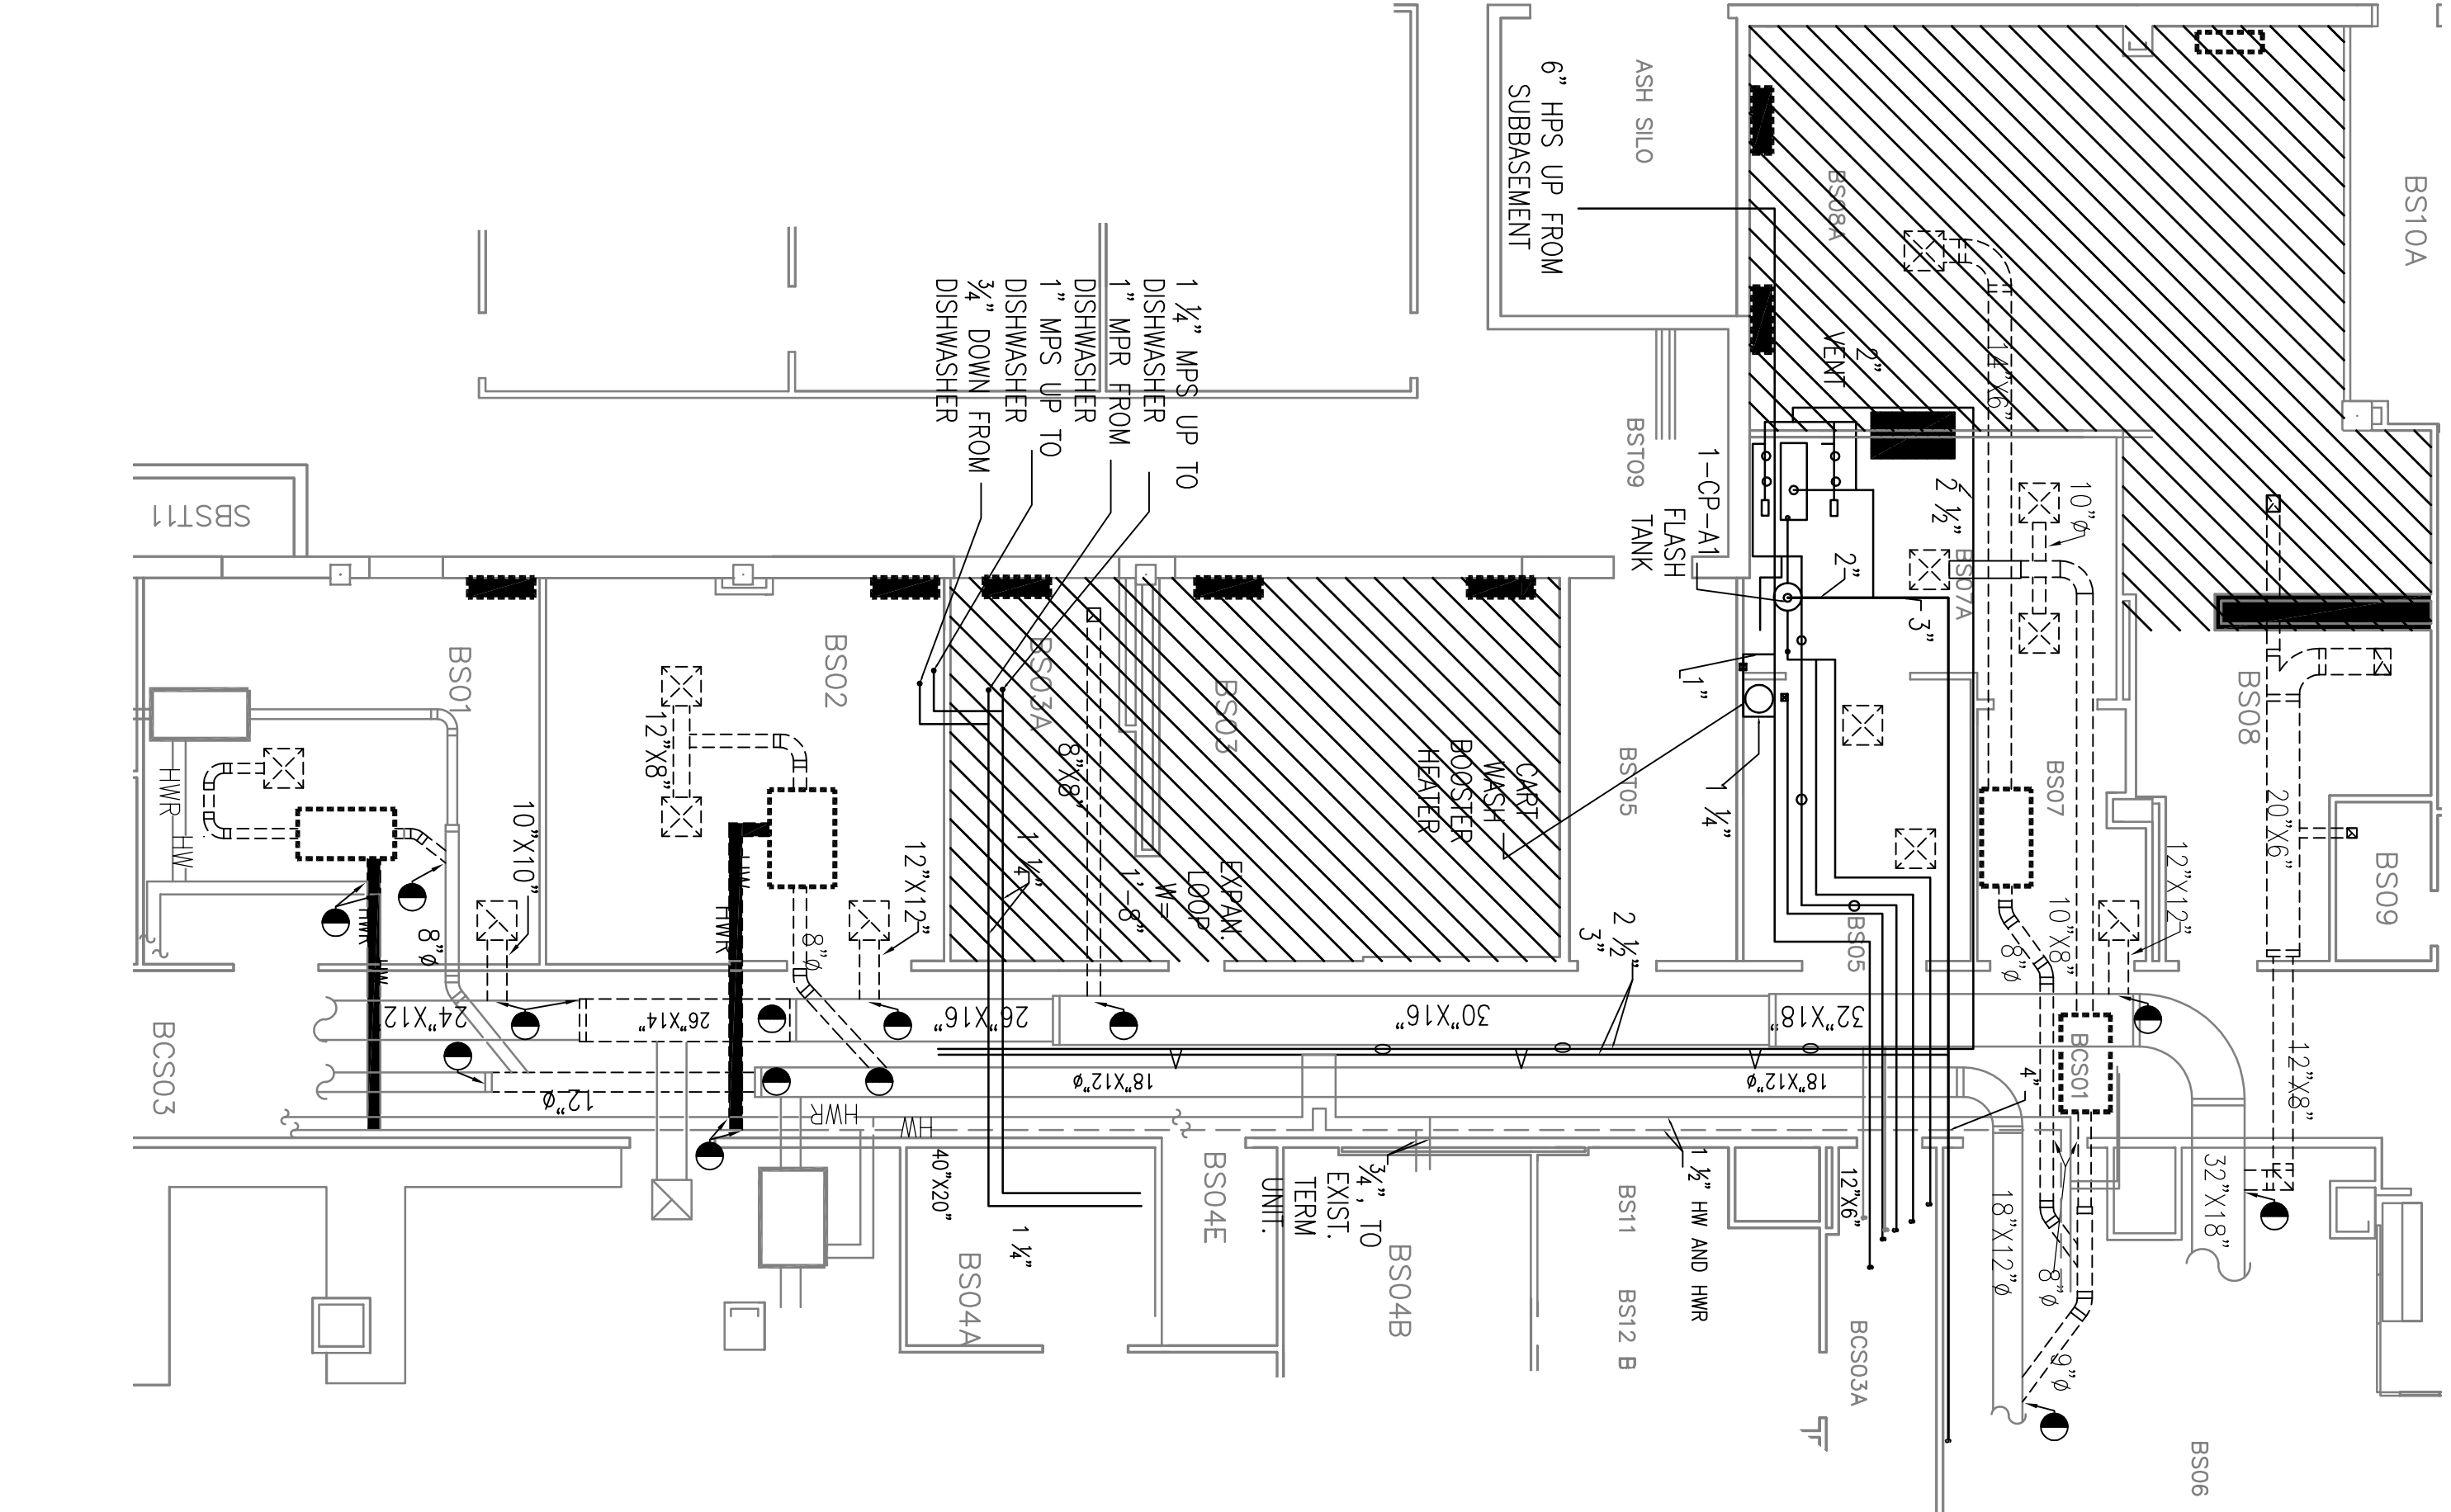 BS10A
ASH SILO
6" HPS UP FROM
SUBBASEMENT
BS08A
2"
VENT
14"X6"
1 ¼" MPS UP TO
DISHWASHER
1" MPR FROM
DISHWASHER
1" MPS UP TO
DISHWASHER
¾" DOWN FROM
DISHWASHER
BST09
1-CP-A1
FLASH
TANK
2 ½"
10"ø
2"
3"
BS07A
SBST11
BS01
BS02
BS03A
BS03
1"
BS08
12"X8"
8"X8"
CART
WASH
BOOSTER
HEATER
BST05
1 ¼"
BS07
20"X6"
BS09
HWR
HW
10"X10"
HW
12"X12"
1 ¼"
EXPAN.
LOOP
W=
1'-8"
12"X12"
10"X8"
HWR
HW
8"ø
HWR
8"ø
2 ½"
3"
BS05
8"ø
24"X12"
26"X14"
26"X16"
30"X16"
32"X18"
BCS03
12"ø
18"X12"ø
18"X12"ø
4"
BCS01
12"X8"
HWR
HW
40"X20"
BS04E
¾", TO
EXIST.
TERM
UNIT.
1 ½" HW AND HWR
BS11
12"X6"
32"X18"
18"X12"ø
8"ø
1 ¼"
BS04A
BS04B
BS12 B
BCS03A
9"ø
BS06